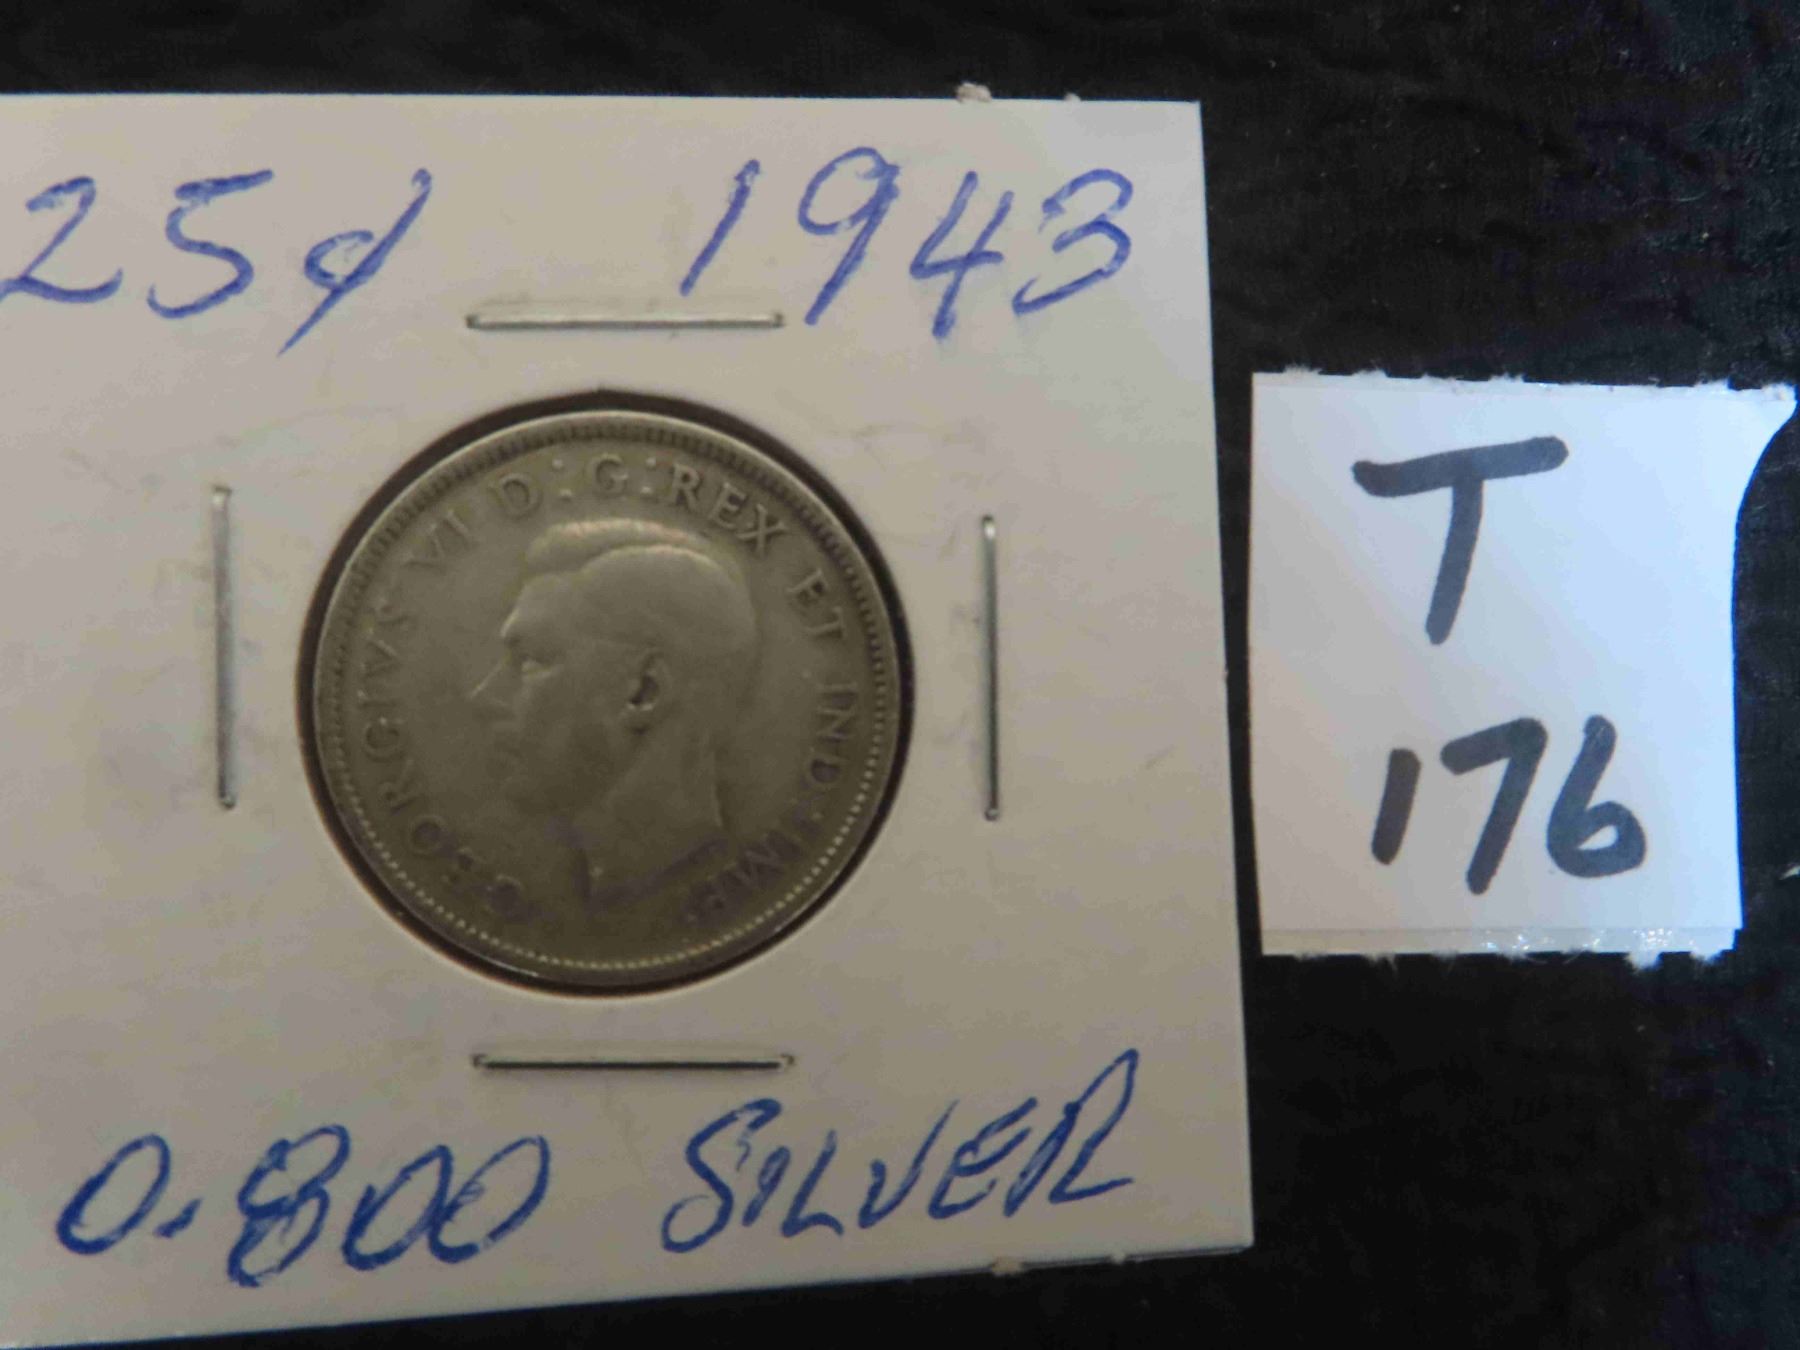 25¢ 1943
GEORGIVS VI D:G:REX ET IND:IMP:
0.800 SILVER
T
176